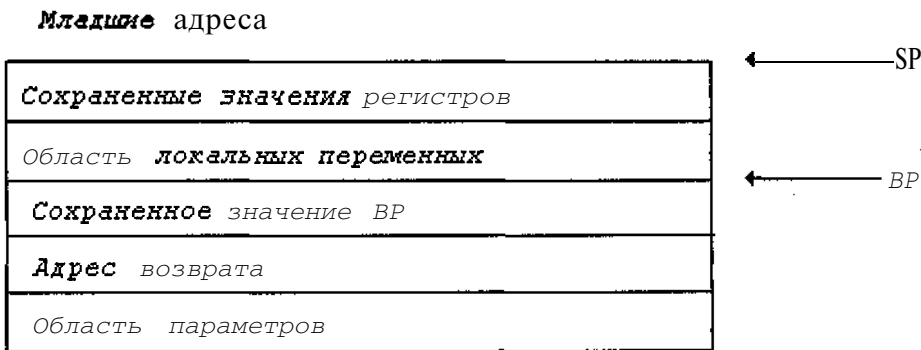 Младшие адреса
SP
Сохраненные значения регистров
Область локальных переменных
BP
Сохраненное значение BP
Адрес возврата
Область параметров